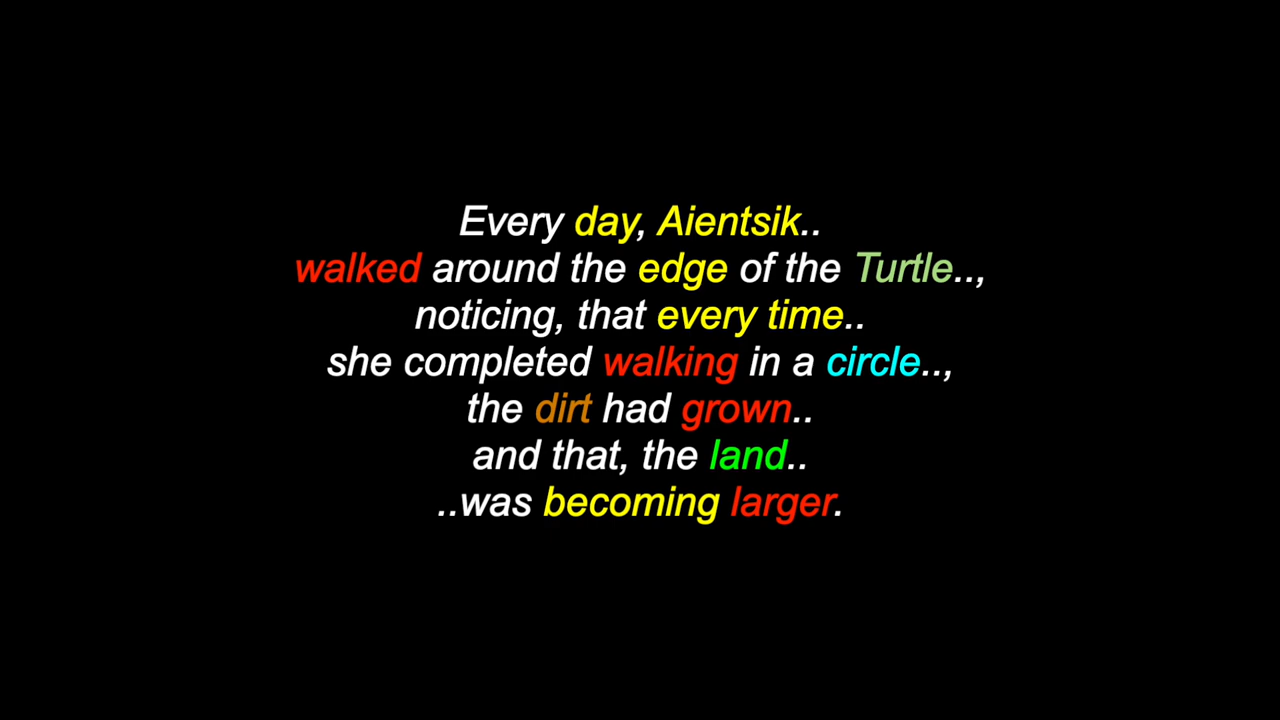 Every day, Aientsik..
walked around the edge of the Turtle..,
noticing, that every time..
she completed walking in a circle..,
the dirt had grown..
and that, the land..
..was becoming larger.